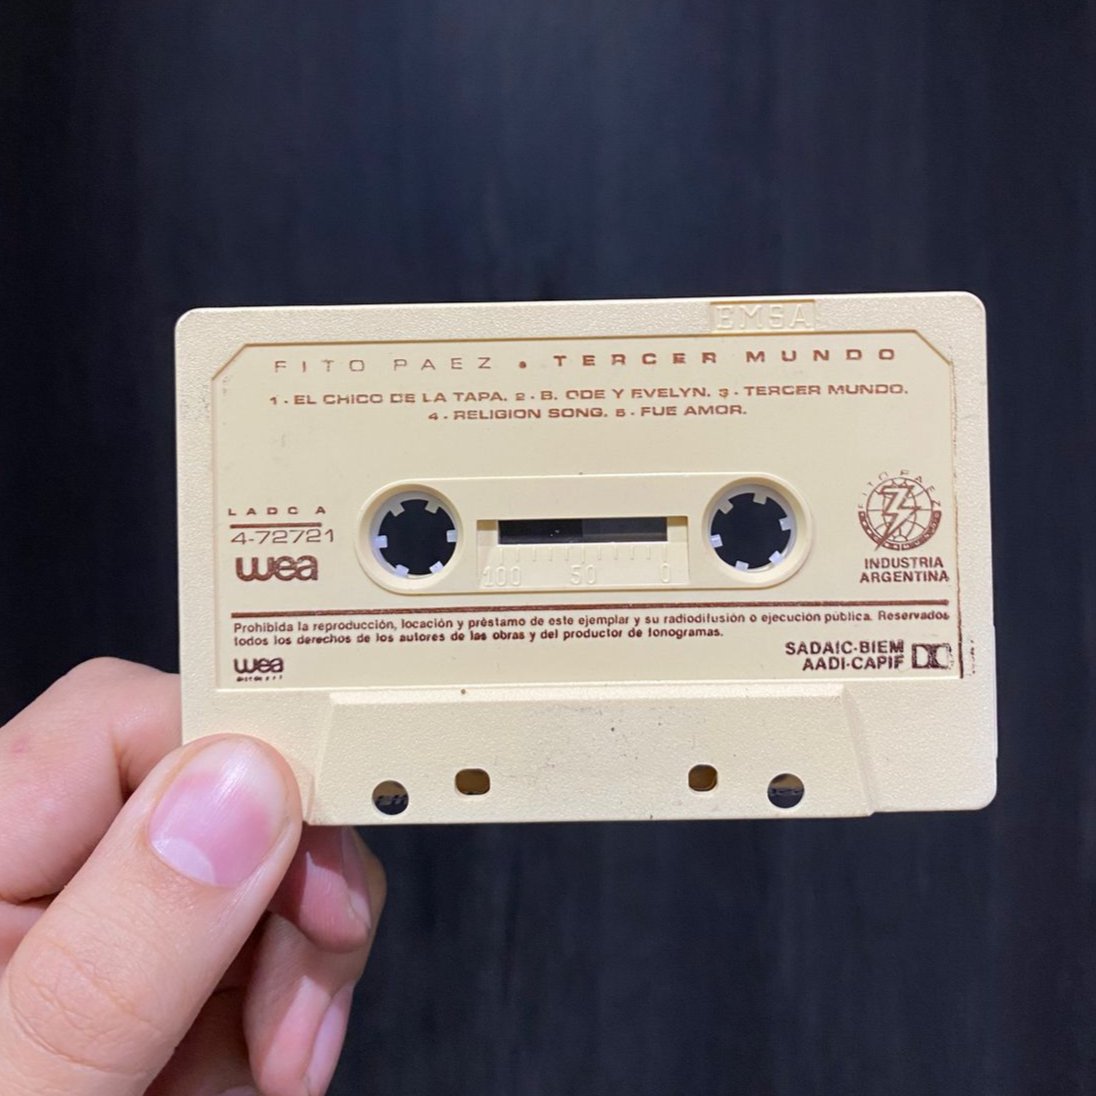 EMSA
FITO PAEZ • TERCER MUNDO
1 - EL CHICO DE LA TAPA. 2 - B. ODE Y EVELYN. 3 - TERCER MUNDO.
4 - RELIGION SONG. 5 - FUE AMOR.
LADO A
4-72721
wea
FITO PAEZ
INDUSTRIA
ARGENTINA
100 50 0
Prohibida la reproducción, locación y préstamo de este ejemplar y su radiodifusión o ejecución pública. Reservados
todos los derechos de los autores de las obras y del productor de fonogramas.
wea
SADAIC-BIEM
AADI-CAPIF